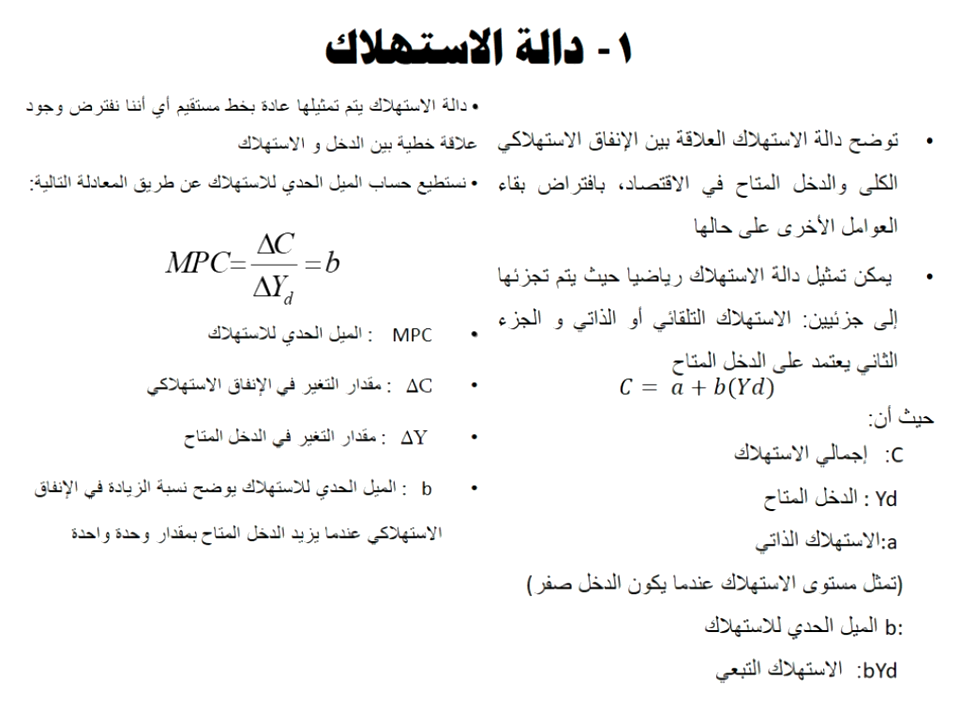 ١- دالة الاستهلاك
• توضح دالة الاستهلاك العلاقة بين الإنفاق الاستهلاكي
الكلى والدخل المتاح في الاقتصاد، بافتراض بقاء
العوامل الأخرى على حالها
• يمكن تمثيل دالة الاستهلاك رياضيا حيث يتم تجزئها
إلى جزئيين: الاستهلاك التلقائي أو الذاتي و الجزء
الثاني يعتمد على الدخل المتاح
C = a + b(Yd)
حيث أن:
C: إجمالي الاستهلاك
Yd : الدخل المتاح
a:الاستهلاك الذاتي
(تمثل مستوى الاستهلاك عندما يكون الدخل صفر)
b: الميل الحدي للاستهلاك
bYd: الاستهلاك التبعي
• دالة الاستهلاك يتم تمثيلها عادة بخط مستقيم أي أننا نفترض وجود
علاقة خطية بين الدخل و الاستهلاك
• نستطيع حساب الميل الحدي للاستهلاك عن طريق المعادلة التالية:
MPC = ΔC / ΔY_d = b
• MPC : الميل الحدي للاستهلاك
• ΔC : مقدار التغير في الإنفاق الاستهلاكي
• ΔY : مقدار التغير في الدخل المتاح
• b : الميل الحدي للاستهلاك يوضح نسبة الزيادة في الإنفاق
الاستهلاكي عندما يزيد الدخل المتاح بمقدار وحدة واحدة